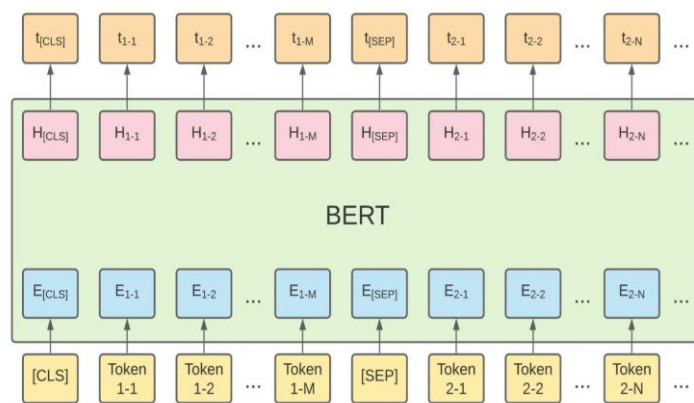 t[CLS] t1-1 t1-2 ... t1-M t[SEP] t2-1 t2-2 ... t2-N ...
H[CLS] H1-1 H1-2 ... H1-M H[SEP] H2-1 H2-2 ... H2-N ...
BERT
E[CLS] E1-1 E1-2 ... E1-M E[SEP] E2-1 E2-2 ... E2-N ...
[CLS] Token 1-1 Token 1-2 ... Token 1-M [SEP] Token 2-1 Token 2-2 ... Token 2-N ...